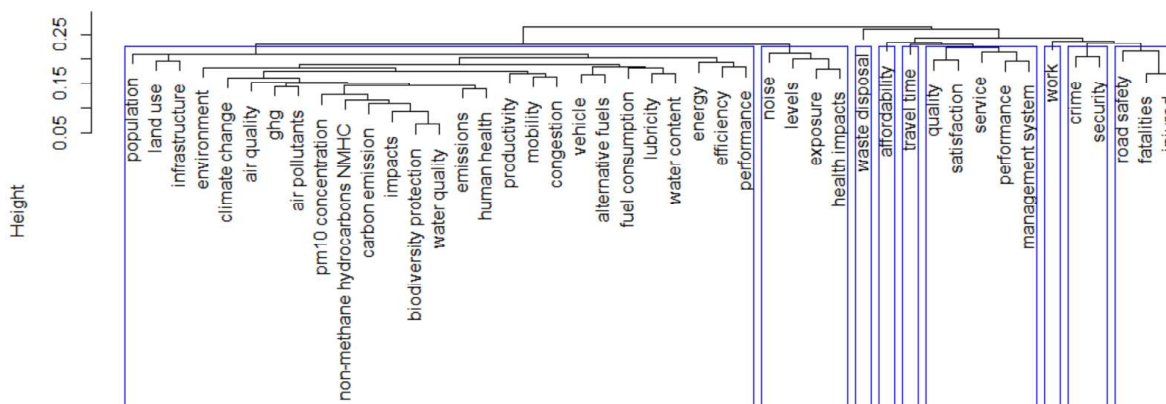 Height
0.25
0.15
0.05
population
land use
infrastructure
environment
climate change
air quality
ghg
air pollutants
pm10 concentration
non-methane hydrocarbons NMHC
carbon emission
impacts
biodiversity protection
water quality
emissions
human health
productivity
mobility
congestion
vehicle
alternative fuels
fuel consumption
lubricity
water content
energy
efficiency
performance
noise
levels
exposure
health impacts
waste disposal
affordability
travel time
quality
satisfaction
service
performance
management system
work
crime
security
road safety
fatalities